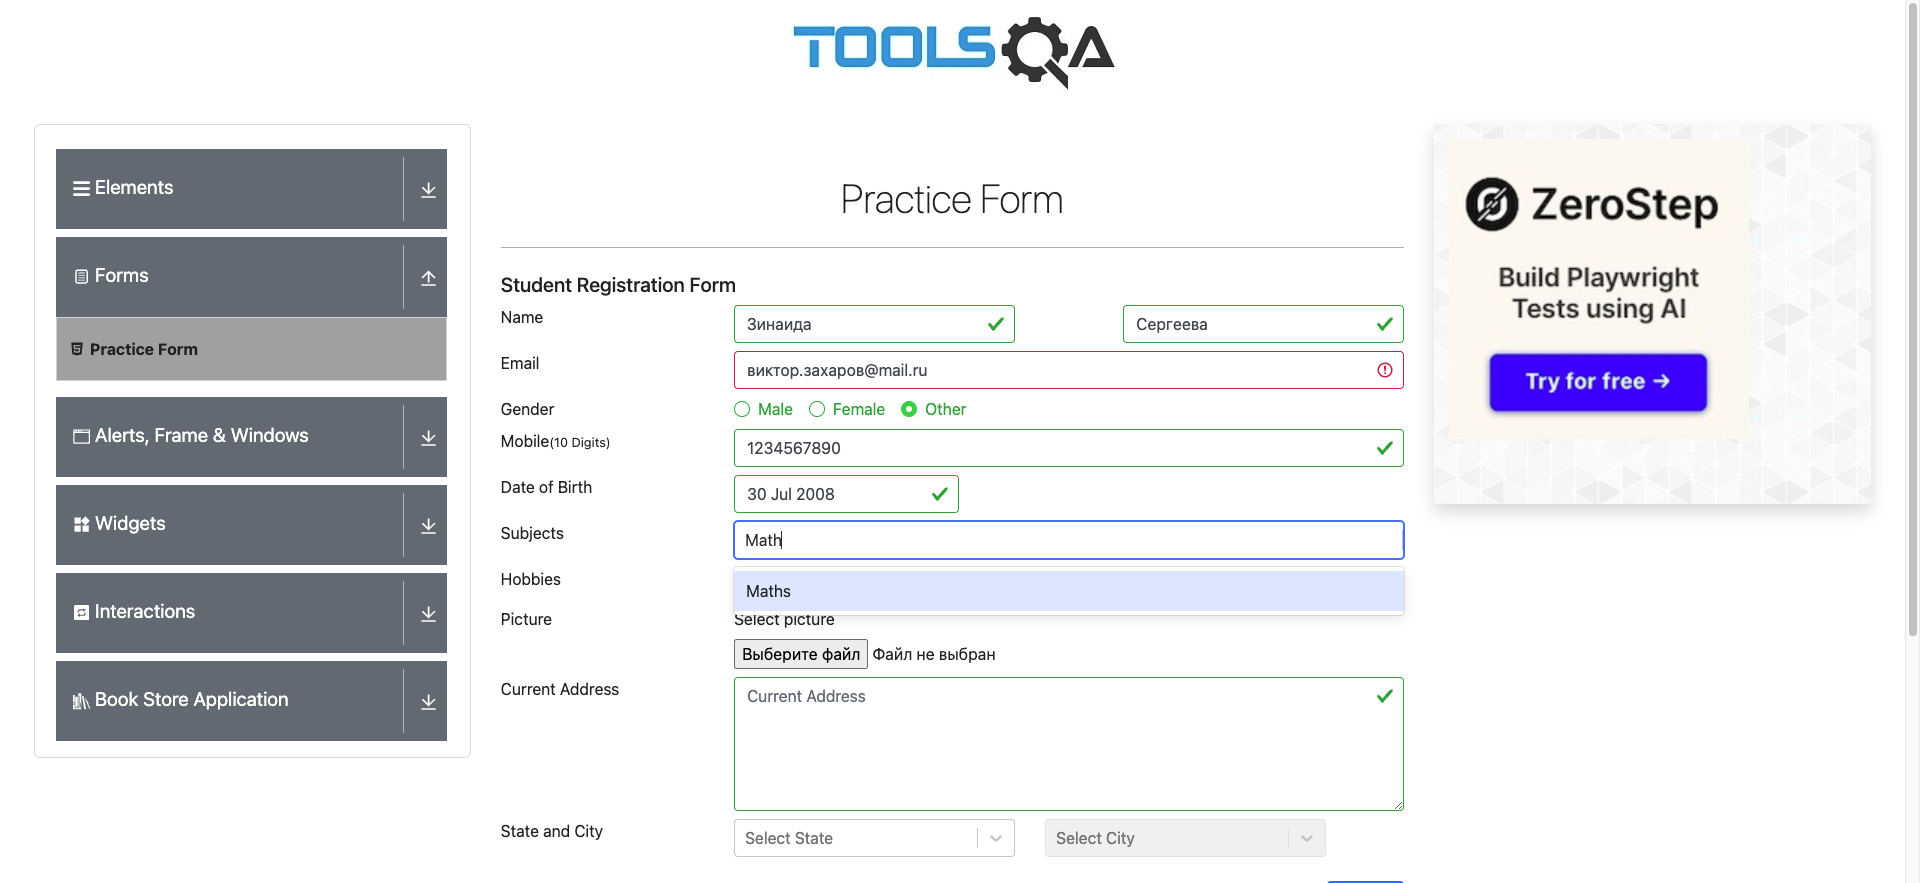 TOOLSQA
Elements
Forms
Practice Form
Alerts, Frame & Windows
Widgets
Interactions
Book Store Application
Practice Form
Student Registration Form
Name
Зинаида
Сергеева
Email
виктор.захаров@mail.ru
Gender
Male
Female
Other
Mobile(10 Digits)
1234567890
Date of Birth
30 Jul 2008
Subjects
Math
Hobbies
Maths
Picture
Select picture
Выберите файл
Файл не выбран
Current Address
Current Address
State and City
Select State
Select City
ZeroStep
Build Playwright
Tests using AI
Try for free →